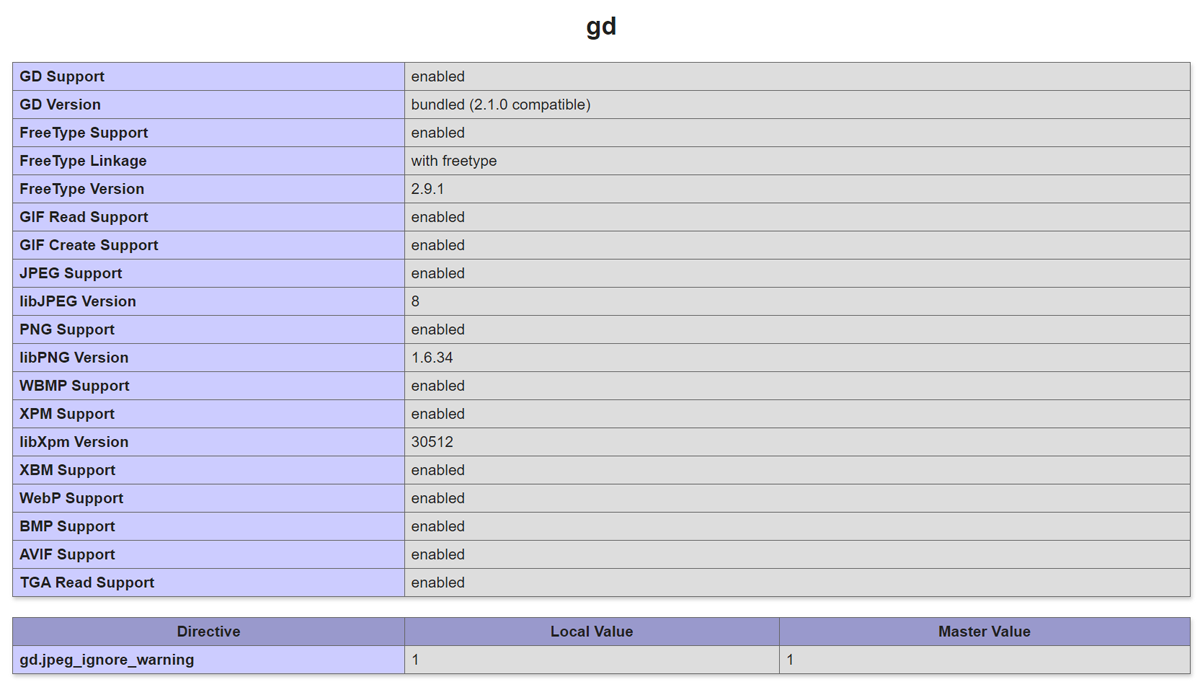 gd
GD Support enabled
GD Version bundled (2.1.0 compatible)
FreeType Support enabled
FreeType Linkage with freetype
FreeType Version 2.9.1
GIF Read Support enabled
GIF Create Support enabled
JPEG Support enabled
libJPEG Version 8
PNG Support enabled
libPNG Version 1.6.34
WBMP Support enabled
XPM Support enabled
libXpm Version 30512
XBM Support enabled
WebP Support enabled
BMP Support enabled
AVIF Support enabled
TGA Read Support enabled
Directive Local Value Master Value
gd.jpeg_ignore_warning 1 1